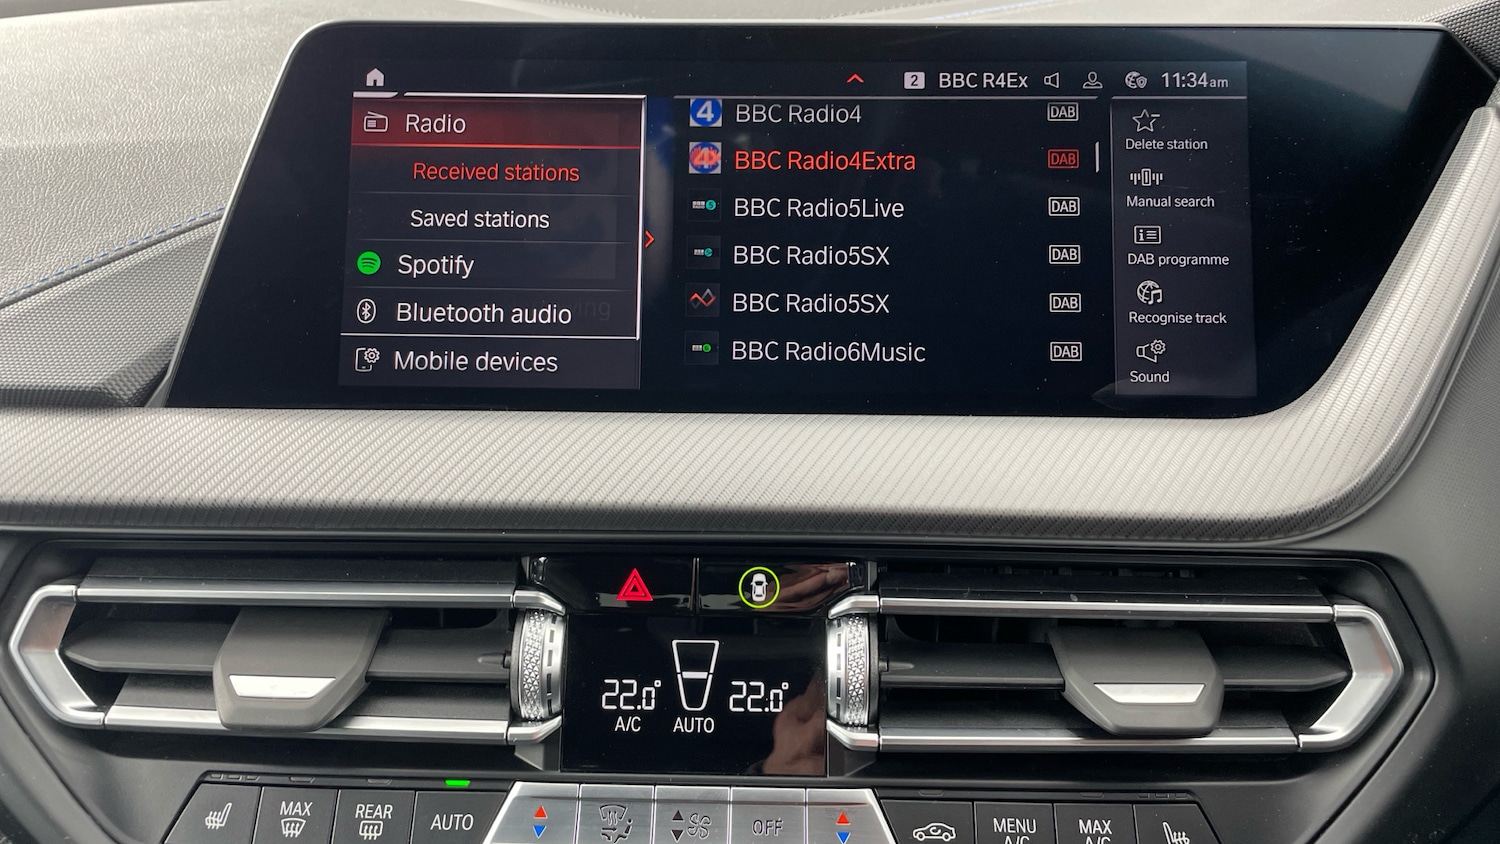 2 BBC R4Ex 11:34am
Radio
Received stations
Saved stations
Spotify
Bluetooth audio
Mobile devices
4 BBC Radio4 DAB
4X BBC Radio4Extra DAB
BBC Radio5Live DAB
BBC Radio5SX DAB
BBC Radio5SX DAB
BBC Radio6Music DAB
Delete station
Manual search
DAB programme
Recognise track
Sound
22.0° 22.0°
A/C AUTO
MAX
REAR
AUTO
OFF
MENU
A/C
MAX
A/C